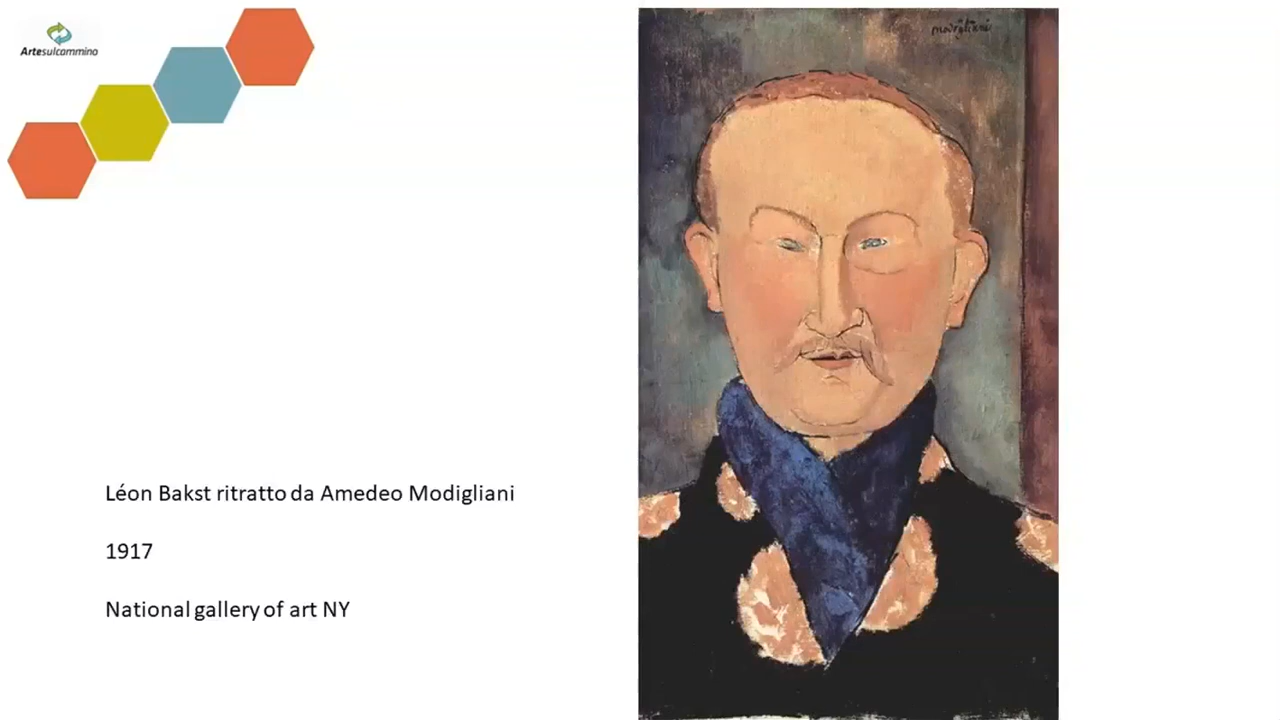 Artesulcammino
modigliani
Léon Bakst ritratto da Amedeo Modigliani
1917
National gallery of art NY